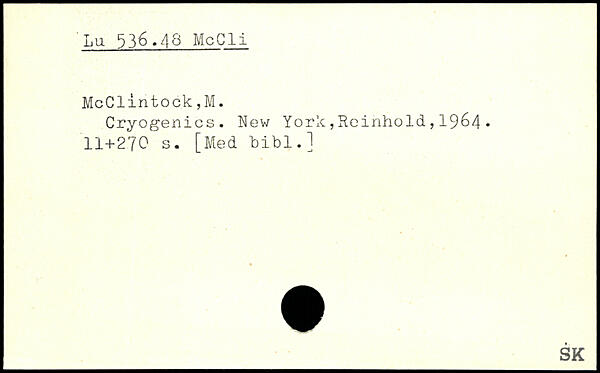 Lu 536.48 McCli
McClintock,M.
Cryogenics. New York,Reinhold,1964.
11+270 s. [Med bibl.]
SK